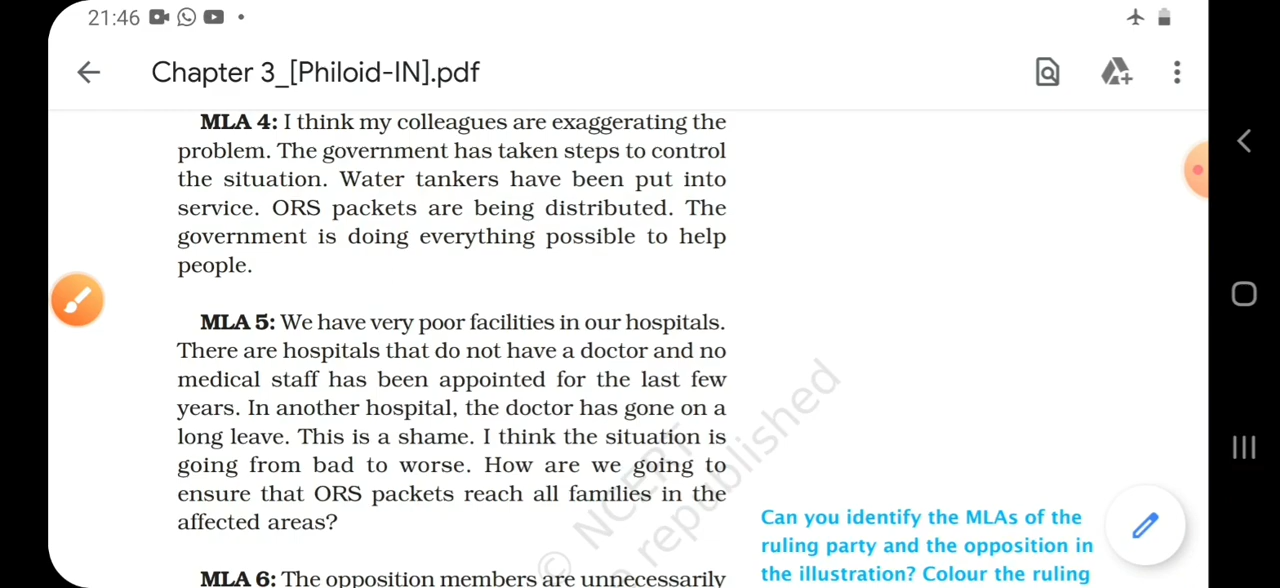 21:46
Chapter 3_[Philoid-IN].pdf
MLA 4: I think my colleagues are exaggerating the
problem. The government has taken steps to control
the situation. Water tankers have been put into
service. ORS packets are being distributed. The
government is doing everything possible to help
people.
MLA 5: We have very poor facilities in our hospitals.
There are hospitals that do not have a doctor and no
medical staff has been appointed for the last few
years. In another hospital, the doctor has gone on a
long leave. This is a shame. I think the situation is
going from bad to worse. How are we going to
ensure that ORS packets reach all families in the
affected areas?
MLA 6: The opposition members are unnecessarily
Can you identify the MLAs of the
ruling party and the opposition in
the illustration? Colour the ruling
© NCERT
republished